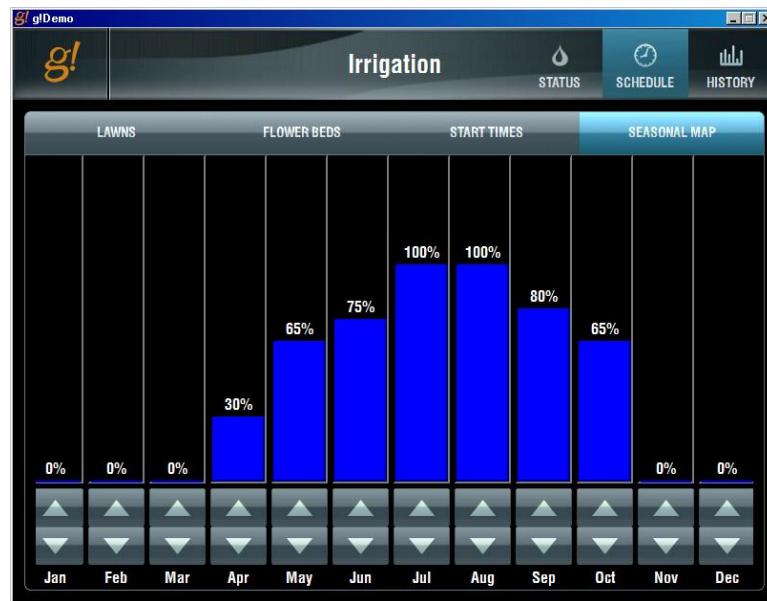 g! g!Demo
g!
Irrigation
STATUS
SCHEDULE
HISTORY
LAWNS
FLOWER BEDS
START TIMES
SEASONAL MAP
0%
0%
0%
30%
65%
75%
100%
100%
80%
65%
0%
0%
Jan Feb Mar Apr May Jun Jul Aug Sep Oct Nov Dec